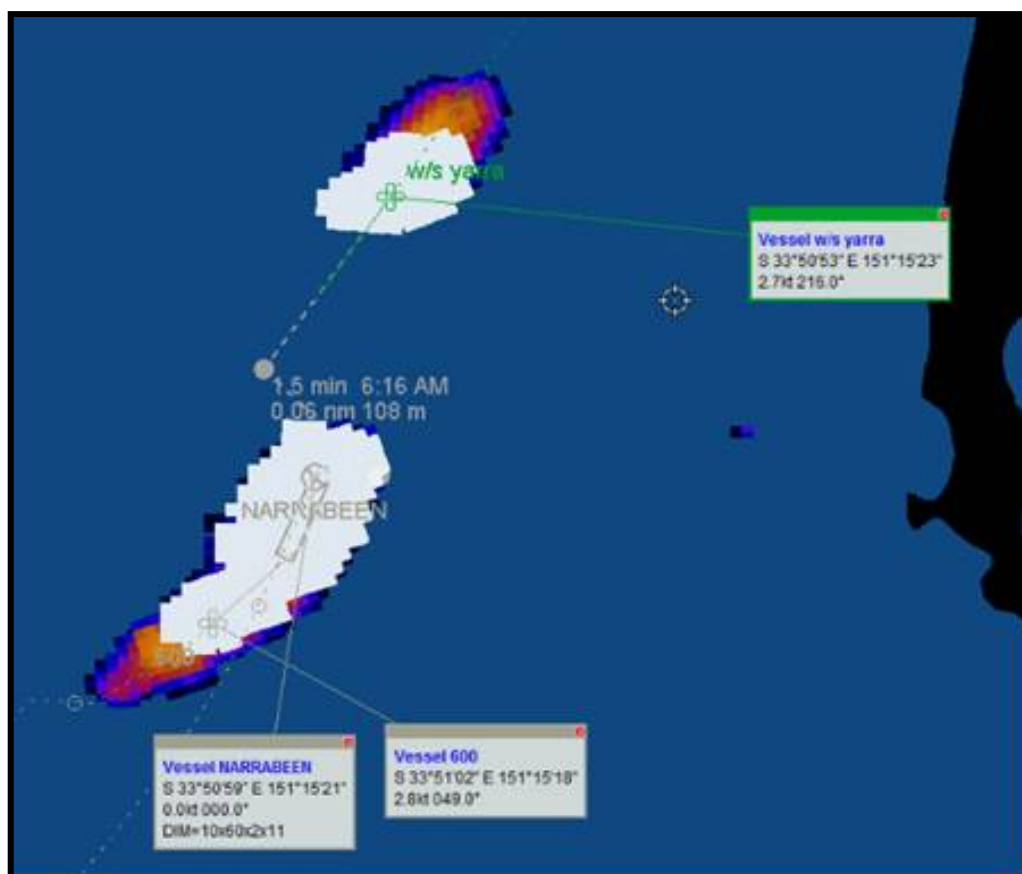 w/s yarra
Vessel w/s yarra
S 33°50'53" E 151°15'23"
2.7kt 216.0°
1.5 min 6:16 AM
0.06 nm 108 m
NARRABEEN
600
Vessel NARRABEEN
S 33°50'59" E 151°15'21"
0.0kt 000.0°
DIM=10x60x2x11
Vessel 600
S 33°51'02" E 151°15'18"
2.8kt 049.0°